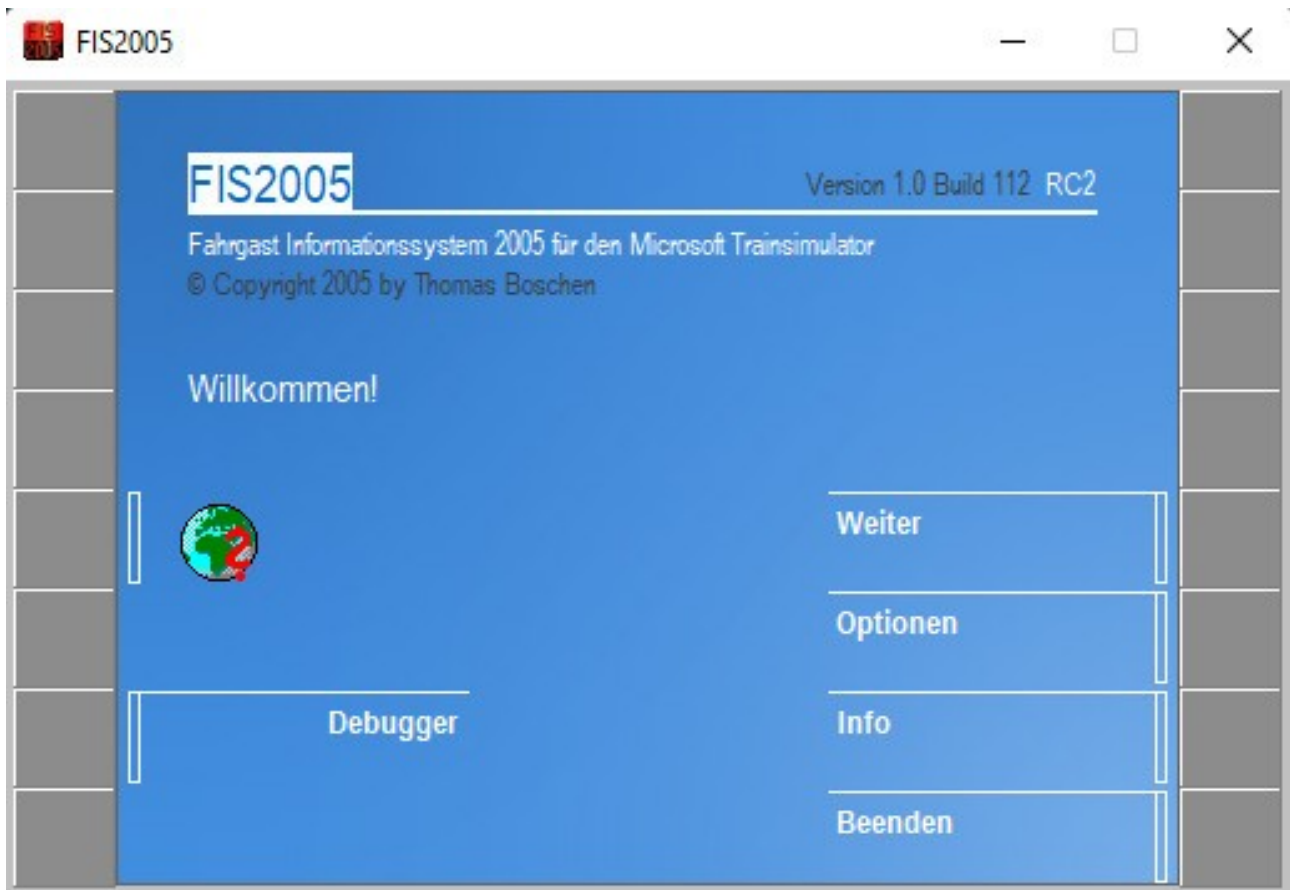 FIS2005
FIS2005
Version 1.0 Build 112 RC2
Fahrgast Informationssystem 2005 für den Microsoft Trainsimulator
© Copyright 2005 by Thomas Boschen
Willkommen!
Weiter
Optionen
Debugger
Info
Beenden